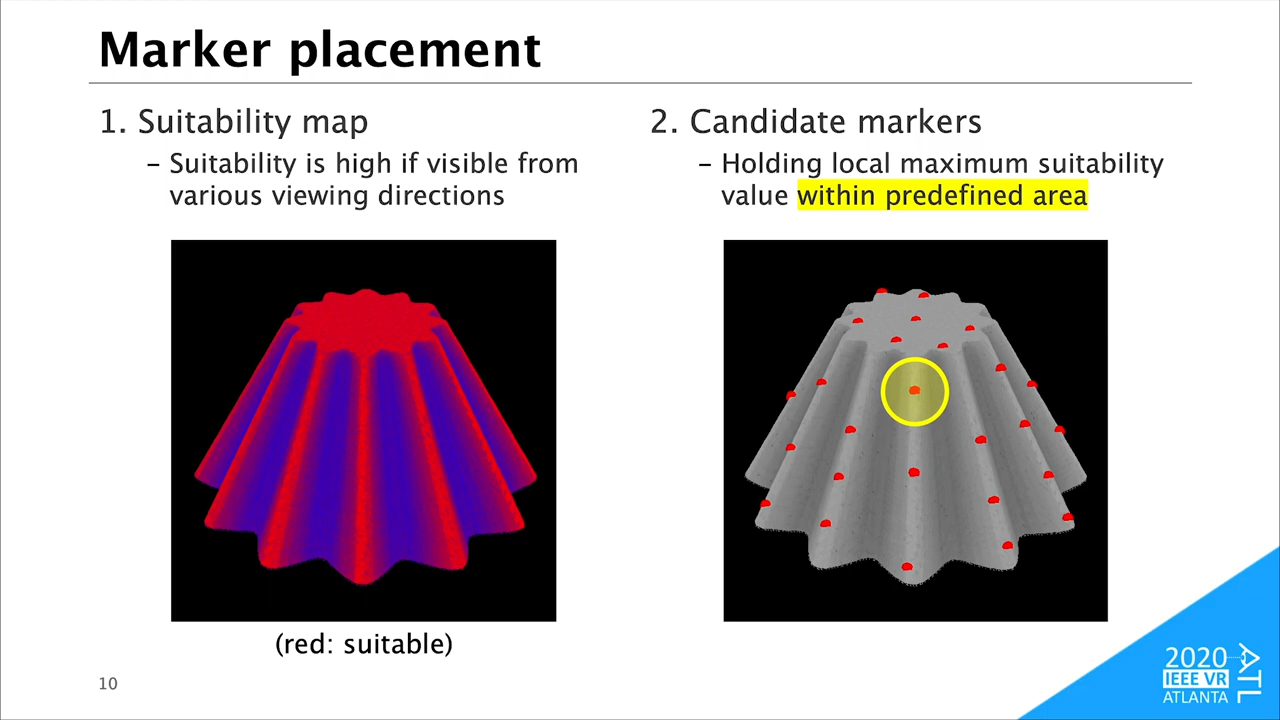 Marker placement
1. Suitability map
– Suitability is high if visible from
various viewing directions
(red: suitable)
2. Candidate markers
– Holding local maximum suitability
value within predefined area
10
2020
IEEE VR
ATLANTA
ATL